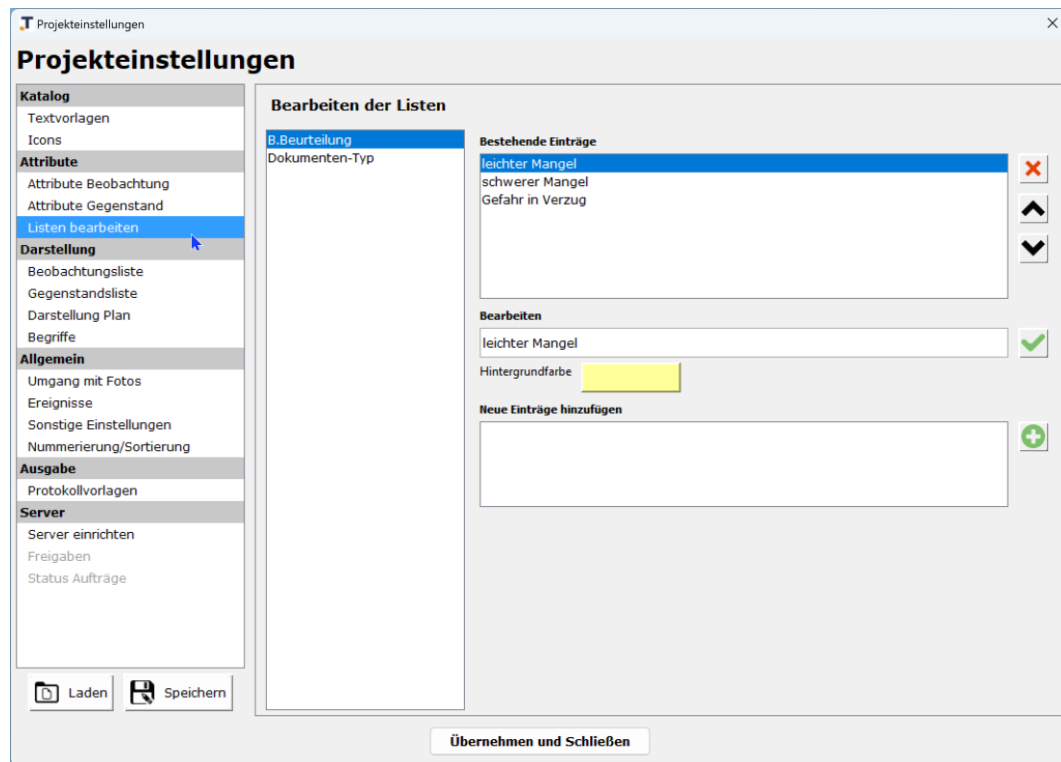 Projekteinstellungen
Projekteinstellungen
Katalog
Textvorlagen
Icons
Attribute
Attribute Beobachtung
Attribute Gegenstand
Listen bearbeiten
Darstellung
Beobachtungsliste
Gegenstandsliste
Darstellung Plan
Begriffe
Allgemein
Umgang mit Fotos
Ereignisse
Sonstige Einstellungen
Nummerierung/Sortierung
Ausgabe
Protokollvorlagen
Server
Server einrichten
Freigaben
Status Aufträge
Laden
Speichern
Bearbeiten der Listen
B.Beurteilung
Dokumenten-Typ
Bestehende Einträge
leichter Mangel
schwerer Mangel
Gefahr in Verzug
Bearbeiten
leichter Mangel
Hintergrundfarbe
Neue Einträge hinzufügen
Übernehmen und Schließen